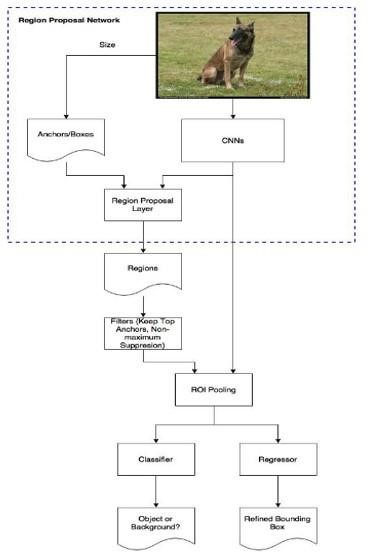 Region Proposal Network
Size
Anchors/Boxes
CNNs
Region Proposal
Layer
Regions
Filters (Keep Top
Anchors, Non-
maximum
Suppresion)
ROI Pooling
Classifier
Regressor
Object or
Background?
Refined Bounding
Box